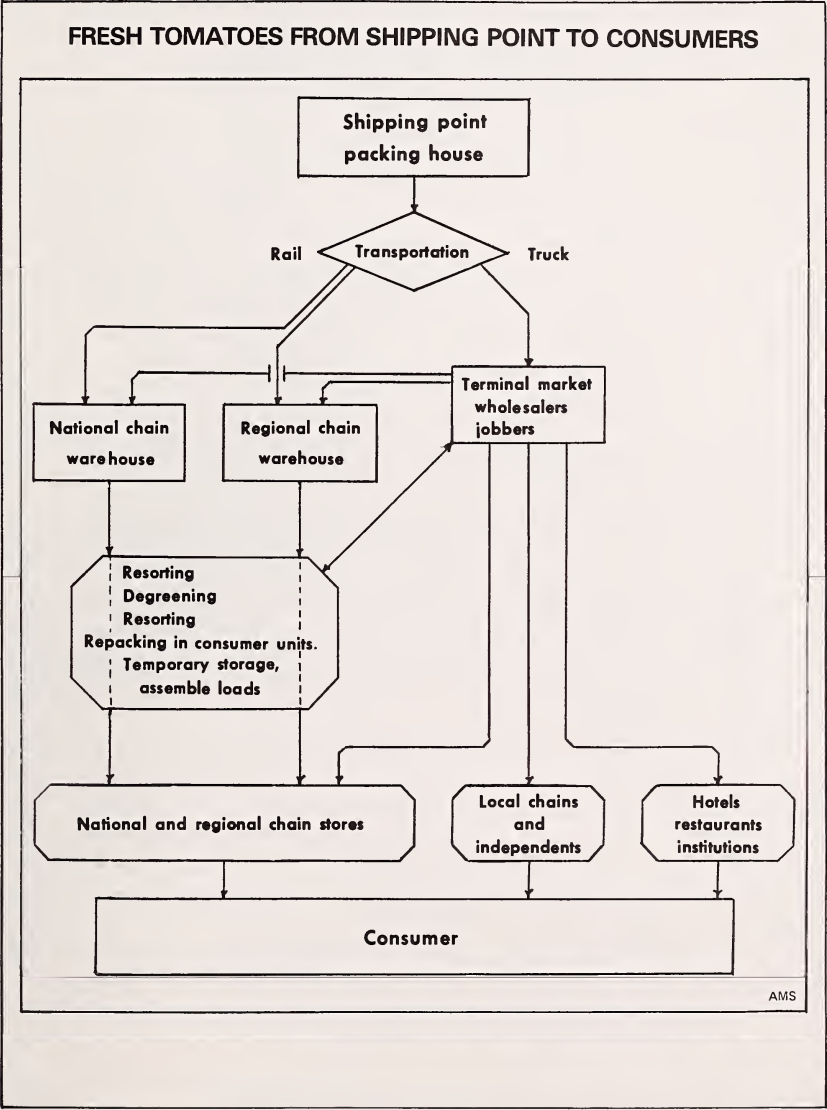 FRESH TOMATOES FROM SHIPPING POINT TO CONSUMERS
Shipping point
packing house
Rail
Transportation
Truck
National chain
warehouse
Regional chain
warehouse
Terminal market
wholesalers
jobbers
Resorting
Degreening
Resorting
Repacking in consumer units.
Temporary storage,
assemble loads
National and regional chain stores
Local chains
and
independents
Hotels
restaurants
institutions
Consumer
AMS